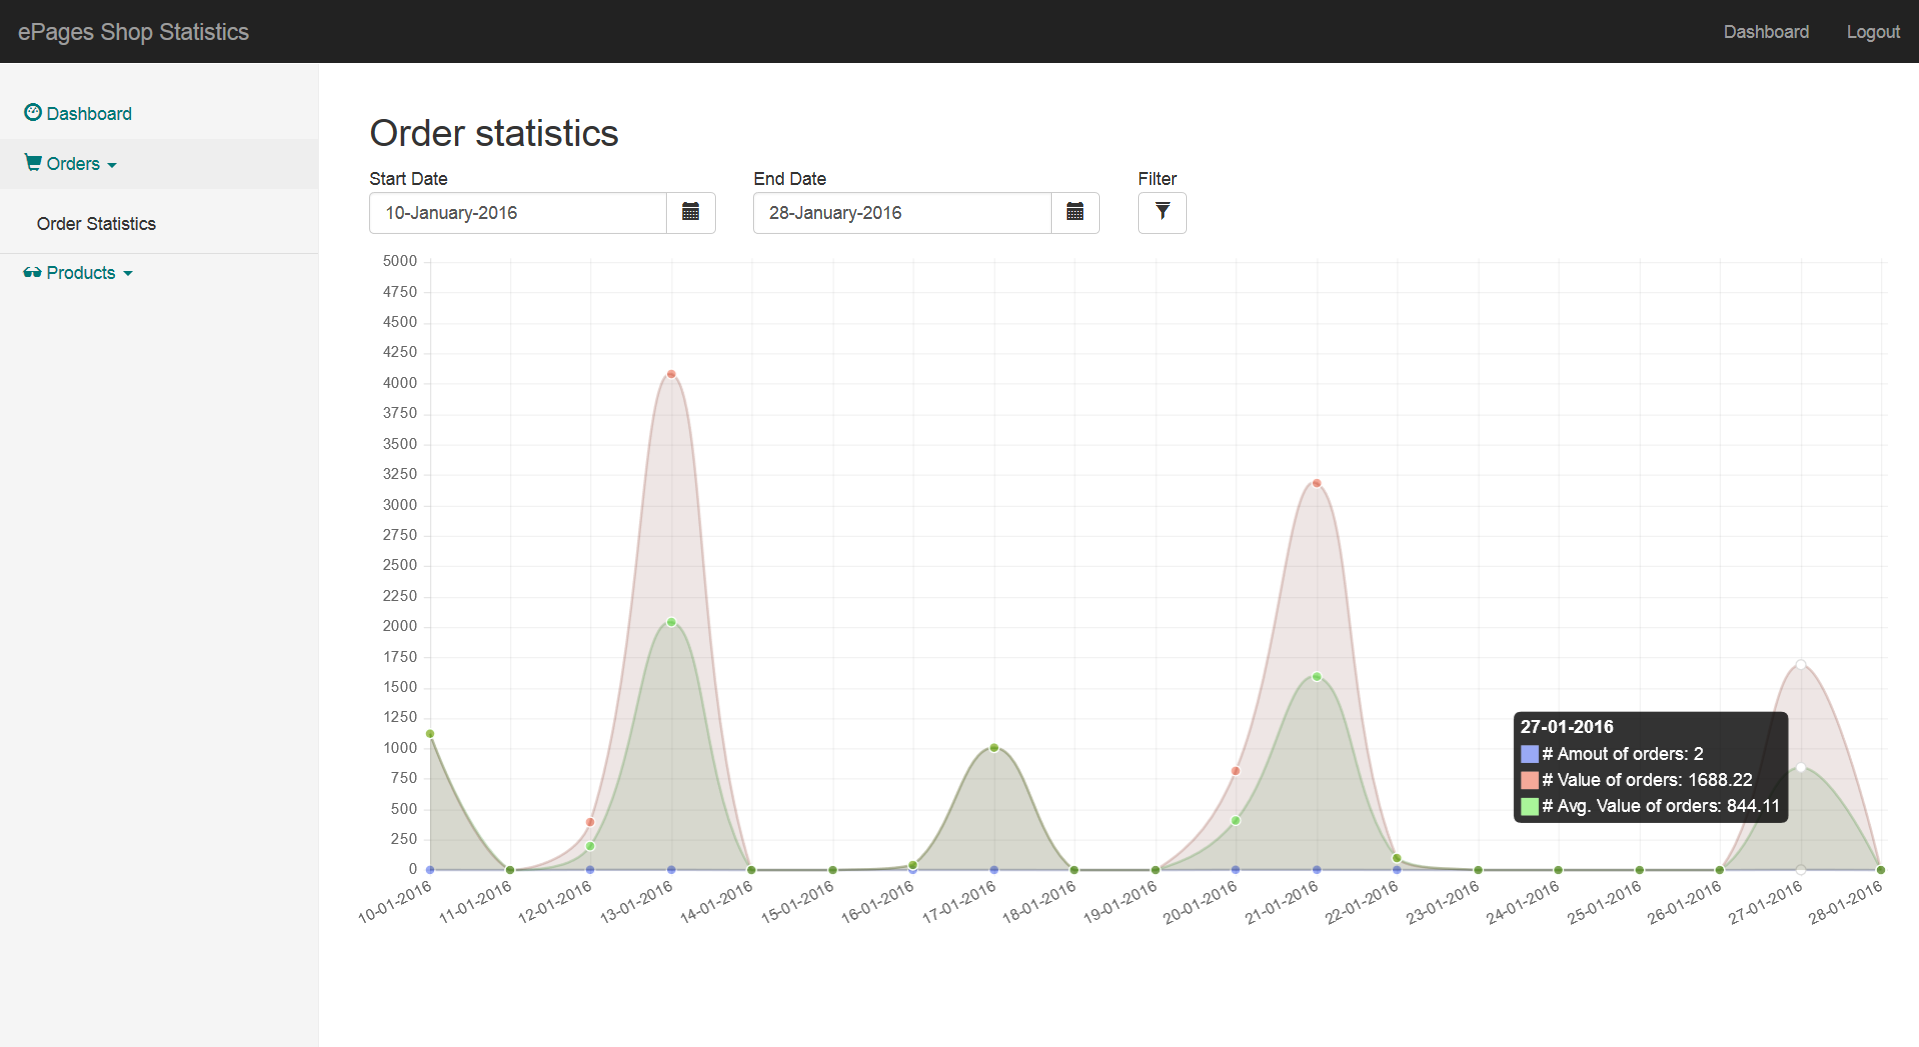 ePages Shop Statistics
Dashboard
Logout
Dashboard
Orders
Order Statistics
Products
Order statistics
Start Date
End Date
Filter
10-January-2016
28-January-2016
5000
4750
4500
4250
4000
3750
3500
3250
3000
2750
2500
2250
2000
1750
1500
1250
1000
750
500
250
0
27-01-2016
# Amout of orders: 2
# Value of orders: 1688.22
# Avg. Value of orders: 844.11
10-01-2016
11-01-2016
12-01-2016
13-01-2016
14-01-2016
15-01-2016
16-01-2016
17-01-2016
18-01-2016
19-01-2016
20-01-2016
21-01-2016
22-01-2016
23-01-2016
24-01-2016
25-01-2016
26-01-2016
27-01-2016
28-01-2016